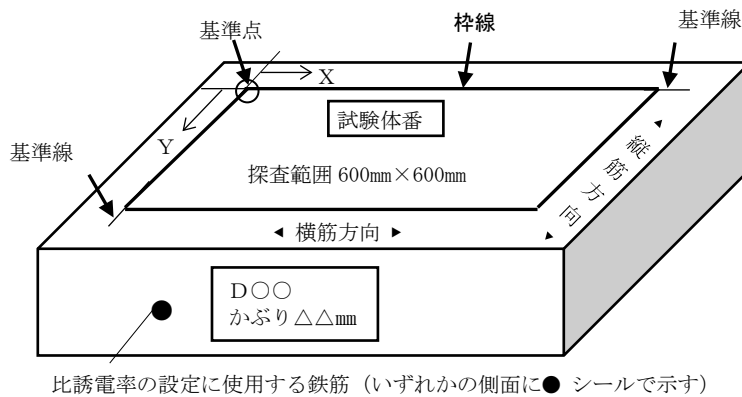 基準点
枠線
基準線
X
Y
試験体番
基準線
探査範囲 600mm×600mm
縦筋方向
横筋方向
D○○
かぶり△△mm
比誘電率の設定に使用する鉄筋（いずれかの側面に● シールで示す）